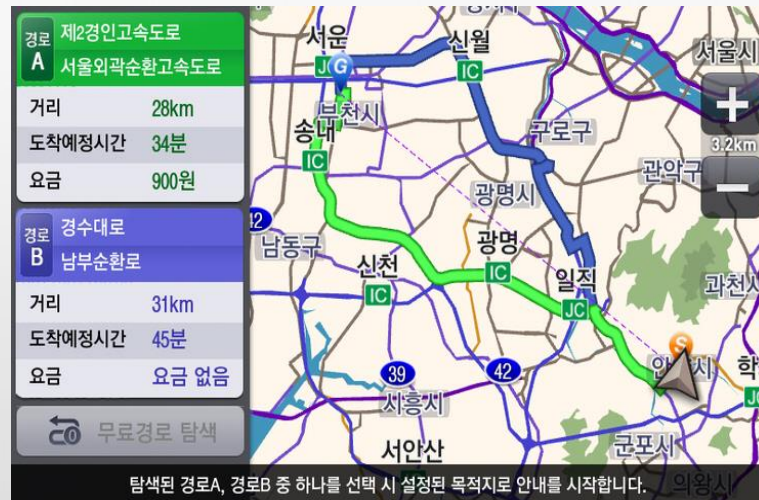 경로
A
제2경인고속도로
서울외곽순환고속도로
거리 28km
도착예정시간 34분
요금 900원
경로
B
경수대로
남부순환로
거리 31km
도착예정시간 45분
요금 요금 없음
무료경로 탐색
서운
JC
G
신월
IC
서울시
부천시
송내
IC
구로구
3.2km
관악구
광명시
남동구
광명
IC
신천
IC
일직
JC
과천시
S
39
42
시흥시
서안산
군포시
의왕시
탐색된 경로A, 경로B 중 하나를 선택 시 설정된 목적지로 안내를 시작합니다.